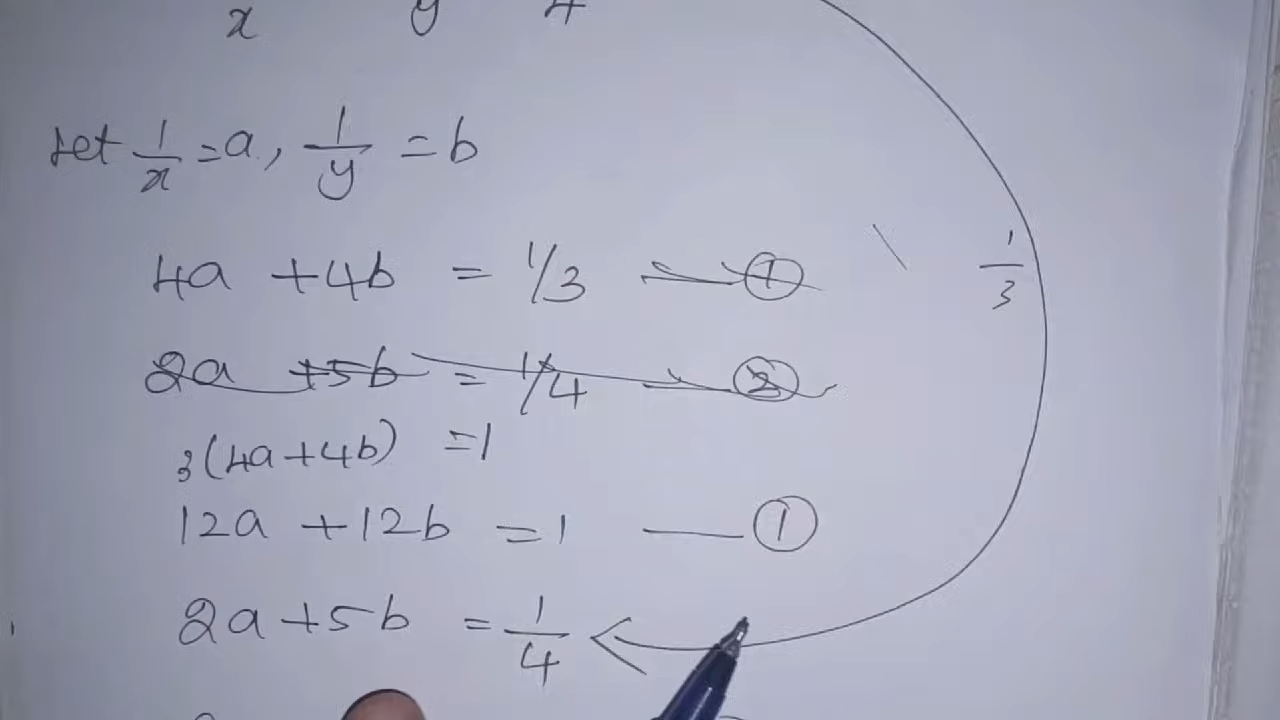 x y 4
Let 1/x = a, 1/y = b
4a + 4b = 1/3 — ①
1/3
2a + 5b = 1/4 — ②
3(4a + 4b) = 1
12a + 12b = 1 — ①
2a + 5b = 1/4